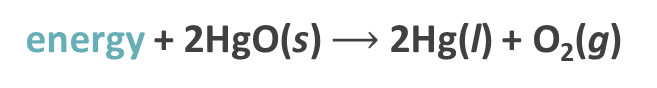 energy + 2HgO(s) ⟶ 2Hg(l) + O₂(g)